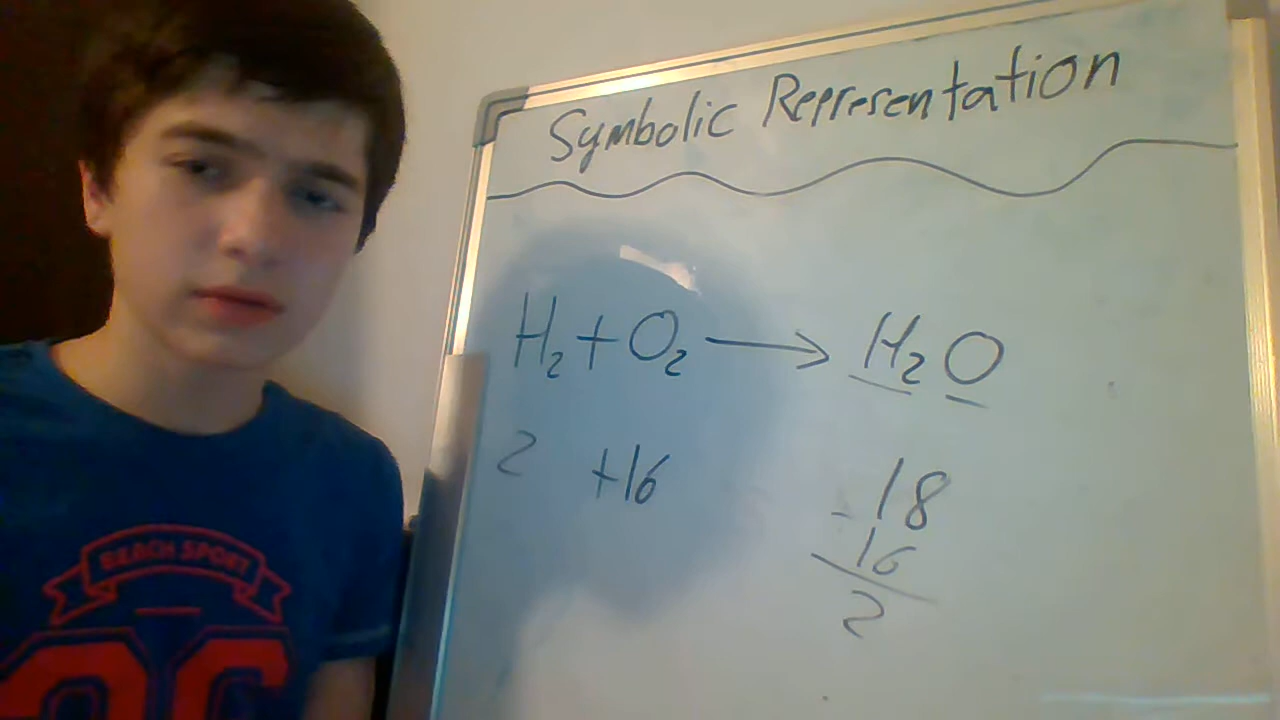 Symbolic Representation
H₂ + O₂ → H₂O
2 +16
- 18
16
2
BEACH SPORT